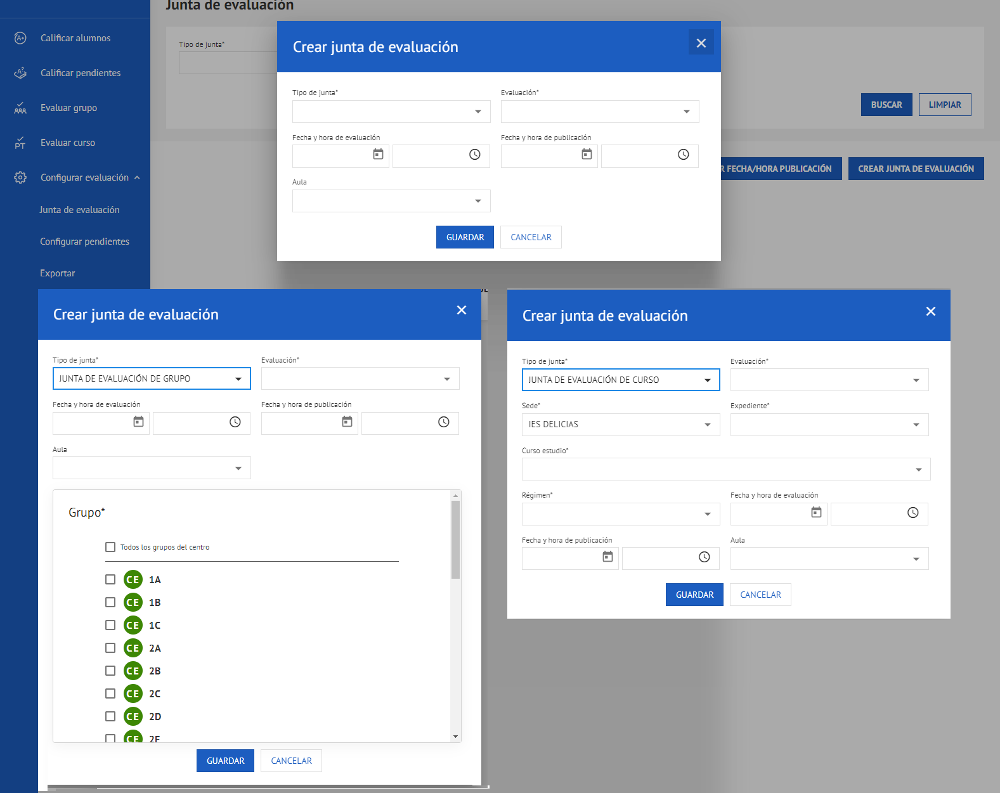 Junta de evaluación
Calificar alumnos
Calificar pendientes
Evaluar grupo
Evaluar curso
Configurar evaluación
Junta de evaluación
Configurar pendientes
Exportar
Tipo de junta*
BUSCAR
LIMPIAR
R FECHA/HORA PUBLICACIÓN
CREAR JUNTA DE EVALUACIÓN
Crear junta de evaluación
Tipo de junta*
Evaluación*
Fecha y hora de evaluación
Fecha y hora de publicación
Aula
GUARDAR
CANCELAR
Crear junta de evaluación
Tipo de junta*
Evaluación*
JUNTA DE EVALUACIÓN DE GRUPO
Fecha y hora de evaluación
Fecha y hora de publicación
Aula
Grupo*
Todos los grupos del centro
CE 1A
CE 1B
CE 1C
CE 2A
CE 2B
CE 2C
CE 2D
CE
GUARDAR
CANCELAR
Crear junta de evaluación
Tipo de junta*
Evaluación*
JUNTA DE EVALUACIÓN DE CURSO
Sede*
Expediente*
IES DELICIAS
Curso estudio*
Régimen*
Fecha y hora de evaluación
Fecha y hora de publicación
Aula
GUARDAR
CANCELAR